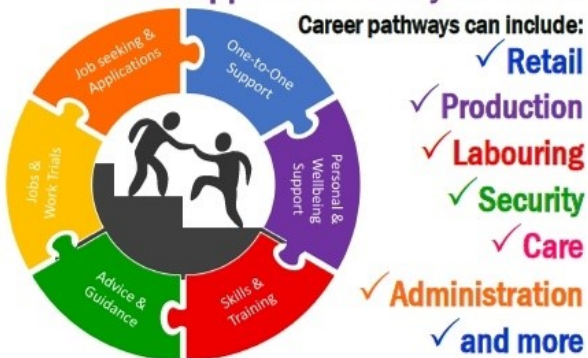 Career pathways can include:
✓ Retail
✓ Production
✓ Labouring
✓ Security
✓ Care
✓ Administration
✓ and more
Job seeking &
Applications
One-to-One
Support
Personal &
Wellbeing
Support
Skills &
Training
Advice &
Guidance
Jobs &
Work Trials